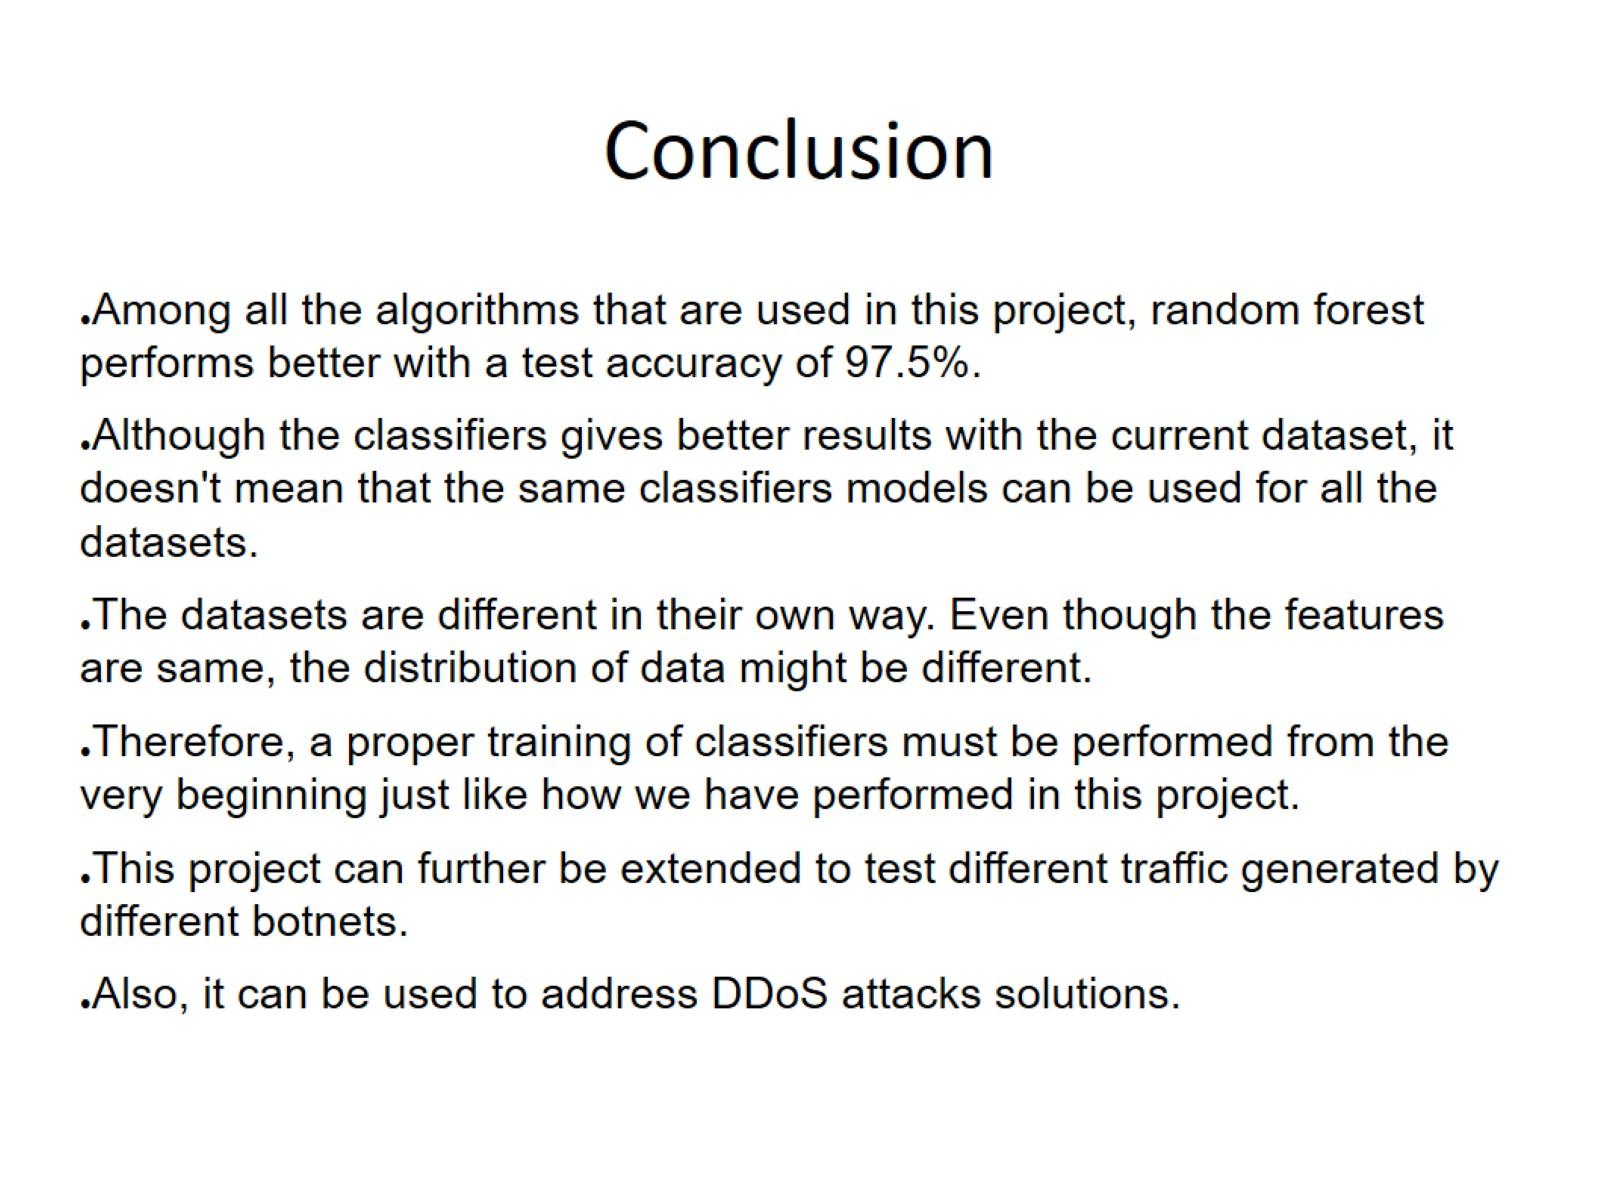 Conclusion
.Among all the algorithms that are used in this project, random forest
performs better with a test accuracy of 97.5%.
.Although the classifiers gives better results with the current dataset, it
doesn't mean that the same classifiers models can be used for all the
datasets.
.The datasets are different in their own way. Even though the features
are same, the distribution of data might be different.
.Therefore, a proper training of classifiers must be performed from the
very beginning just like how we have performed in this project.
.This project can further be extended to test different traffic generated by
different botnets.
.Also, it can be used to address DDoS attacks solutions.